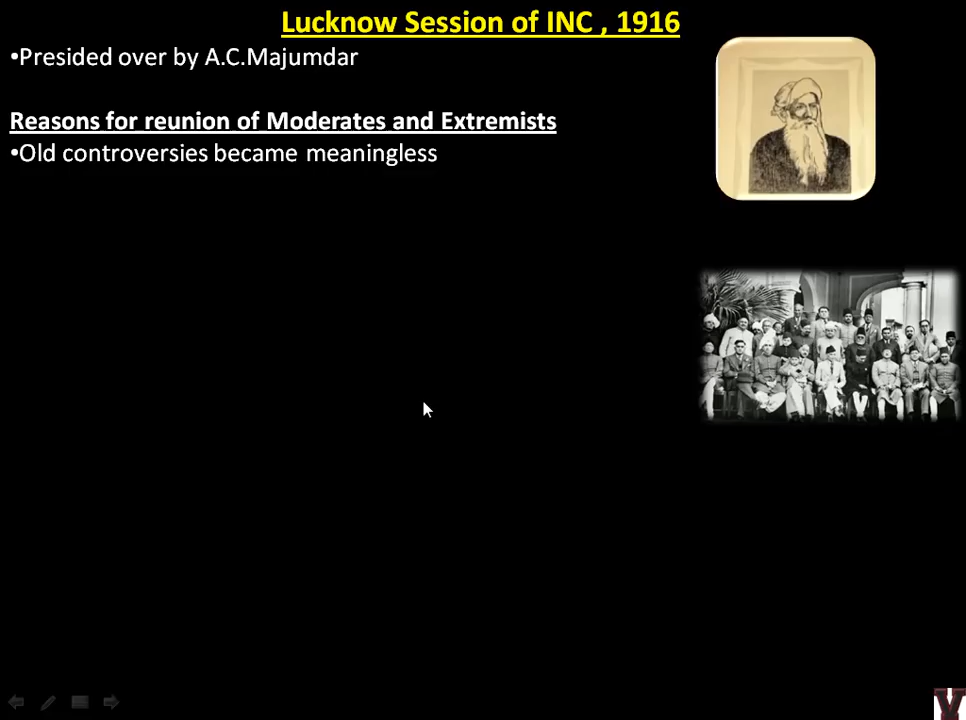 Lucknow Session of INC , 1916
•Presided over by A.C.Majumdar
Reasons for reunion of Moderates and Extremists
•Old controversies became meaningless